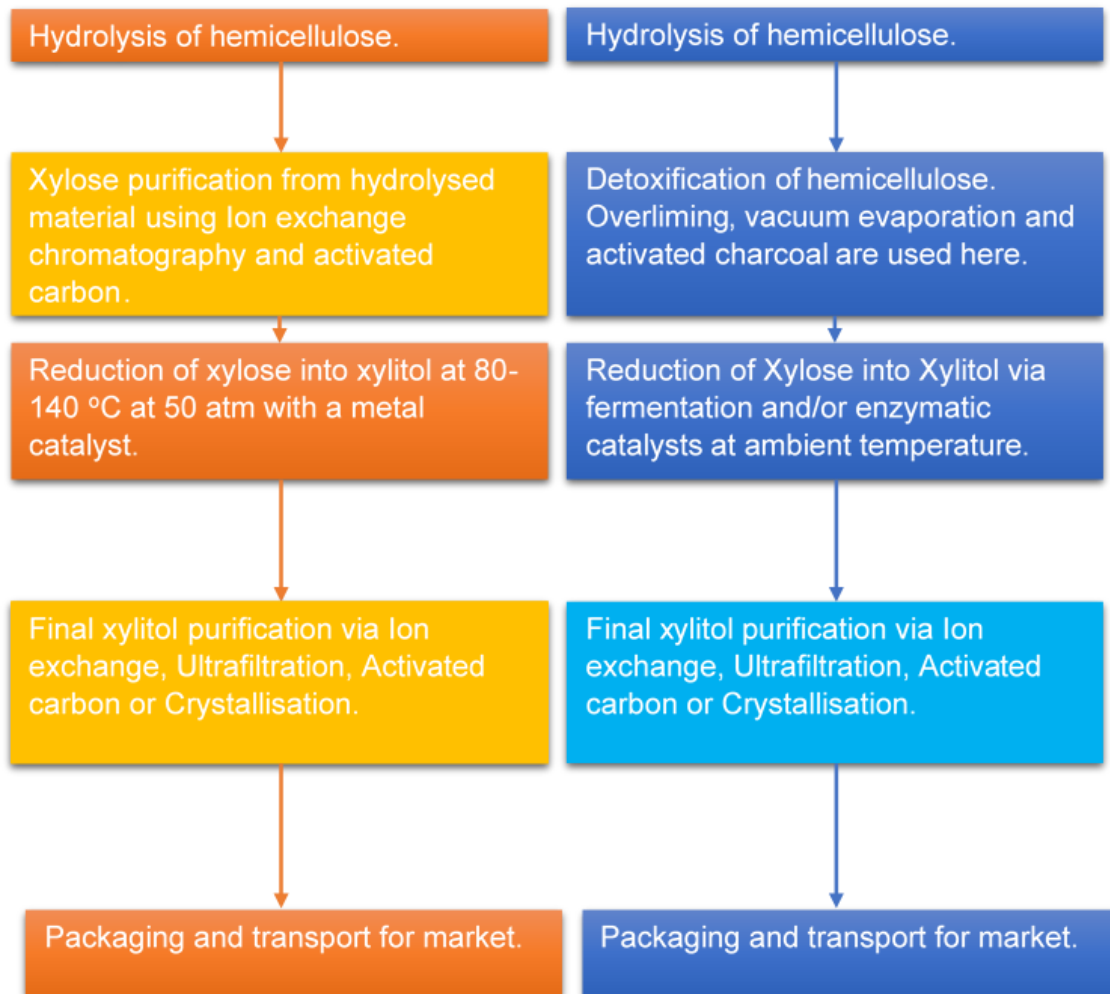 Hydrolysis of hemicellulose.
Xylose purification from hydrolysed
material using Ion exchange
chromatography and activated
carbon.
Reduction of xylose into xylitol at 80-
140 ºC at 50 atm with a metal
catalyst.
Final xylitol purification via Ion
exchange, Ultrafiltration, Activated
carbon or Crystallisation.
Packaging and transport for market.
Hydrolysis of hemicellulose.
Detoxification of hemicellulose.
Overliming, vacuum evaporation and
activated charcoal are used here.
Reduction of Xylose into Xylitol via
fermentation and/or enzymatic
catalysts at ambient temperature.
Final xylitol purification via Ion
exchange, Ultrafiltration, Activated
carbon or Crystallisation.
Packaging and transport for market.